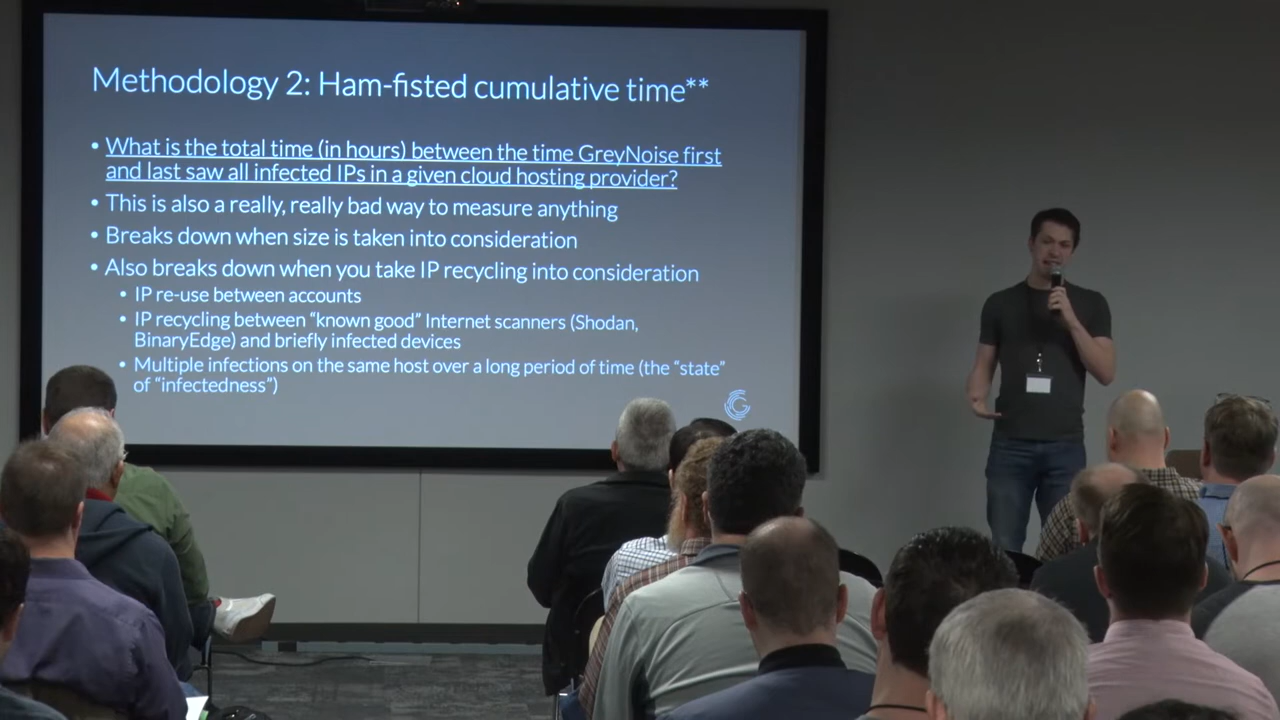 Methodology 2: Ham-fisted cumulative time**
• What is the total time (in hours) between the time GreyNoise first
and last saw all infected IPs in a given cloud hosting provider?
• This is also a really, really bad way to measure anything
• Breaks down when size is taken into consideration
• Also breaks down when you take IP recycling into consideration
• IP re-use between accounts
• IP recycling between “known good” Internet scanners (Shodan,
BinaryEdge) and briefly infected devices
• Multiple infections on the same host over a long period of time (the “state”
of “infectedness”)